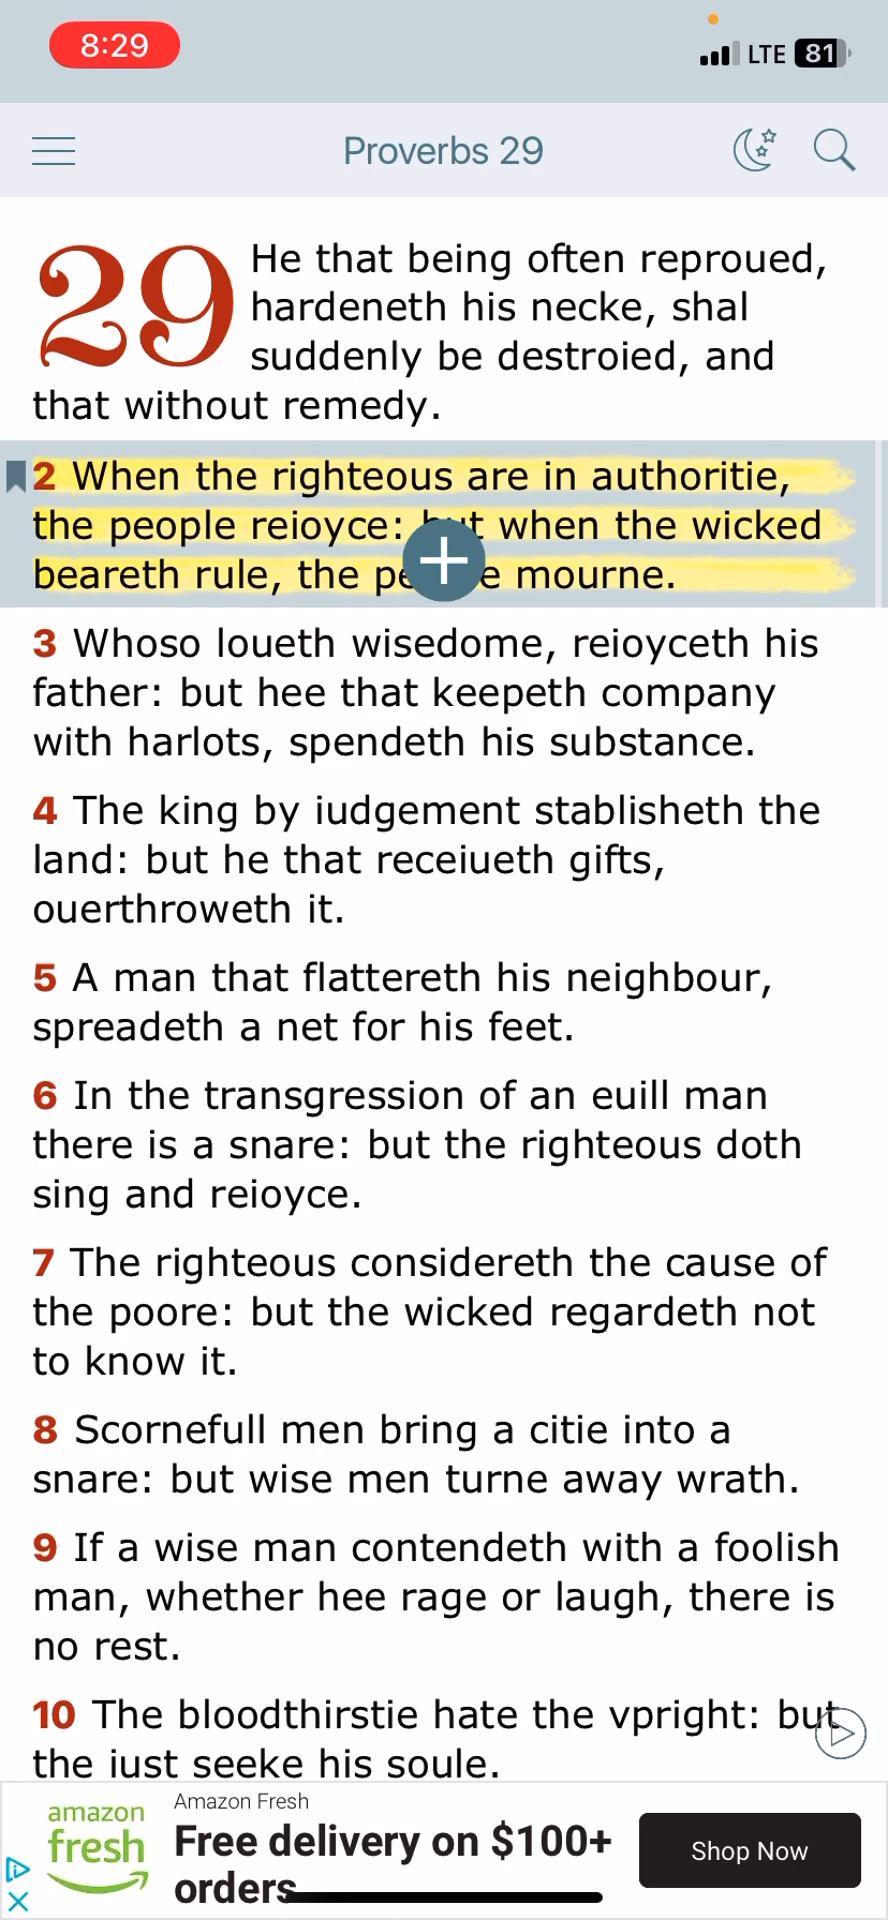 8:29
LTE 81
Proverbs 29
29 He that being often reproued,
hardeneth his necke, shal
suddenly be destroied, and
that without remedy.
2 When the righteous are in authoritie,
the people reioyce: but when the wicked
beareth rule, the pe e mourne.
3 Whoso loueth wisedome, reioyceth his
father: but hee that keepeth company
with harlots, spendeth his substance.
4 The king by iudgement stablisheth the
land: but he that receiueth gifts,
ouerthroweth it.
5 A man that flattereth his neighbour,
spreadeth a net for his feet.
6 In the transgression of an euill man
there is a snare: but the righteous doth
sing and reioyce.
7 The righteous considereth the cause of
the poore: but the wicked regardeth not
to know it.
8 Scornefull men bring a citie into a
snare: but wise men turne away wrath.
9 If a wise man contendeth with a foolish
man, whether hee rage or laugh, there is
no rest.
10 The bloodthirstie hate the vpright: but
the iust seeke his soule.
amazon
fresh
Amazon Fresh
Free delivery on $100+
orders
Shop Now